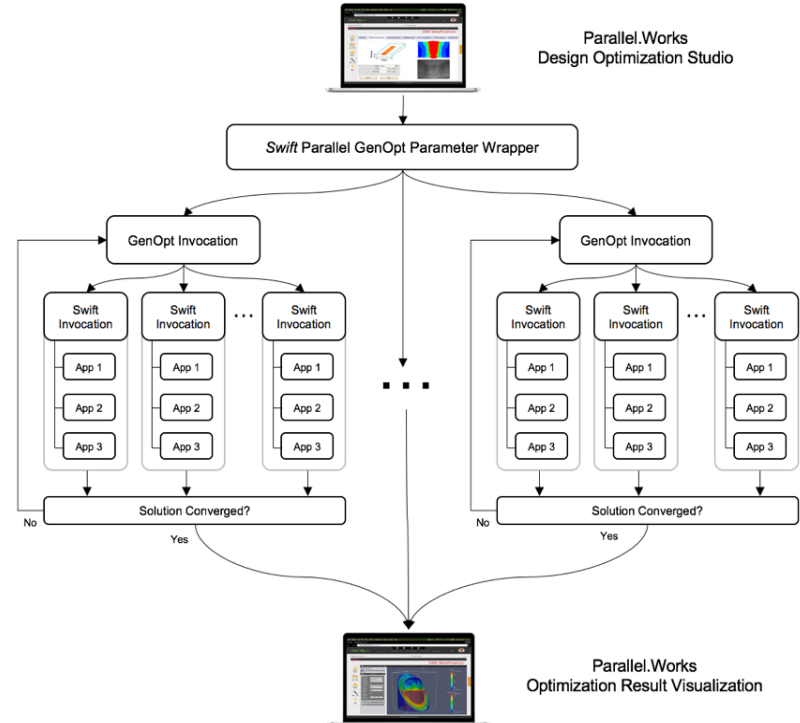 Parallel.Works
Design Optimization Studio
Swift Parallel GenOpt Parameter Wrapper
GenOpt Invocation
GenOpt Invocation
Swift
Invocation
Swift
Invocation
...
Swift
Invocation
Swift
Invocation
Swift
Invocation
...
Swift
Invocation
App 1
App 1
App 1
App 1
App 1
App 1
...
App 2
App 2
App 2
App 2
App 2
App 2
App 3
App 3
App 3
App 3
App 3
App 3
Solution Converged?
Solution Converged?
No
Yes
No
Yes
Parallel.Works
Optimization Result Visualization